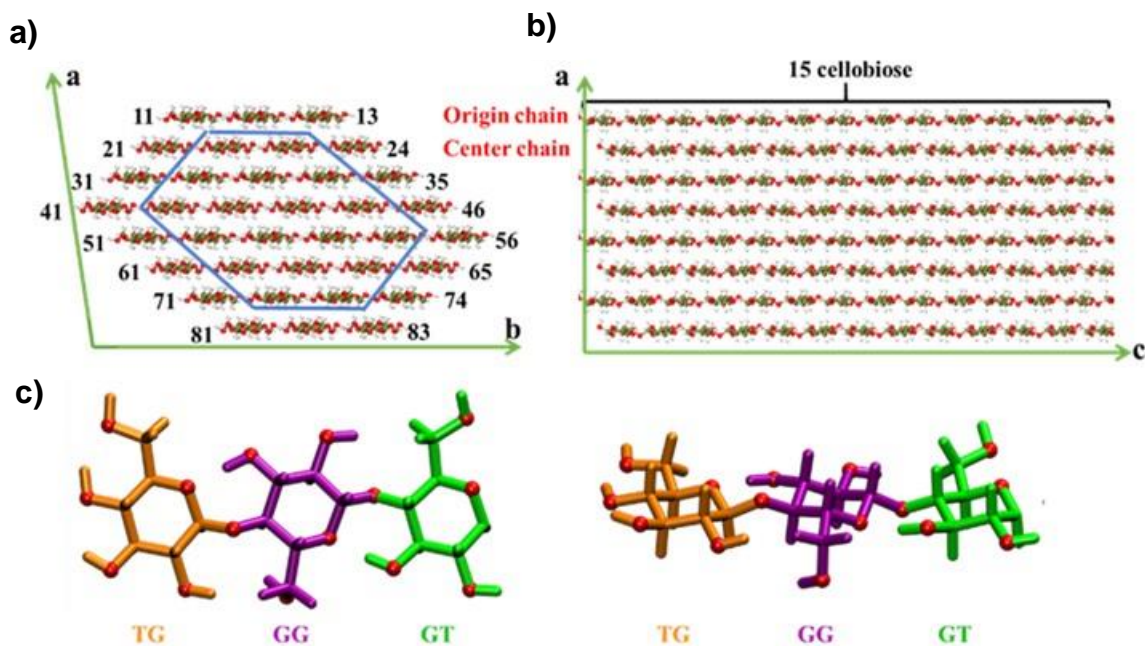 a)
b)
a
a
15 cellobiose
11
13
Origin chain
21
24
Center chain
31
35
41
46
51
56
61
65
71
74
81
83
b
c
c)
TG
GG
GT
TG
GG
GT